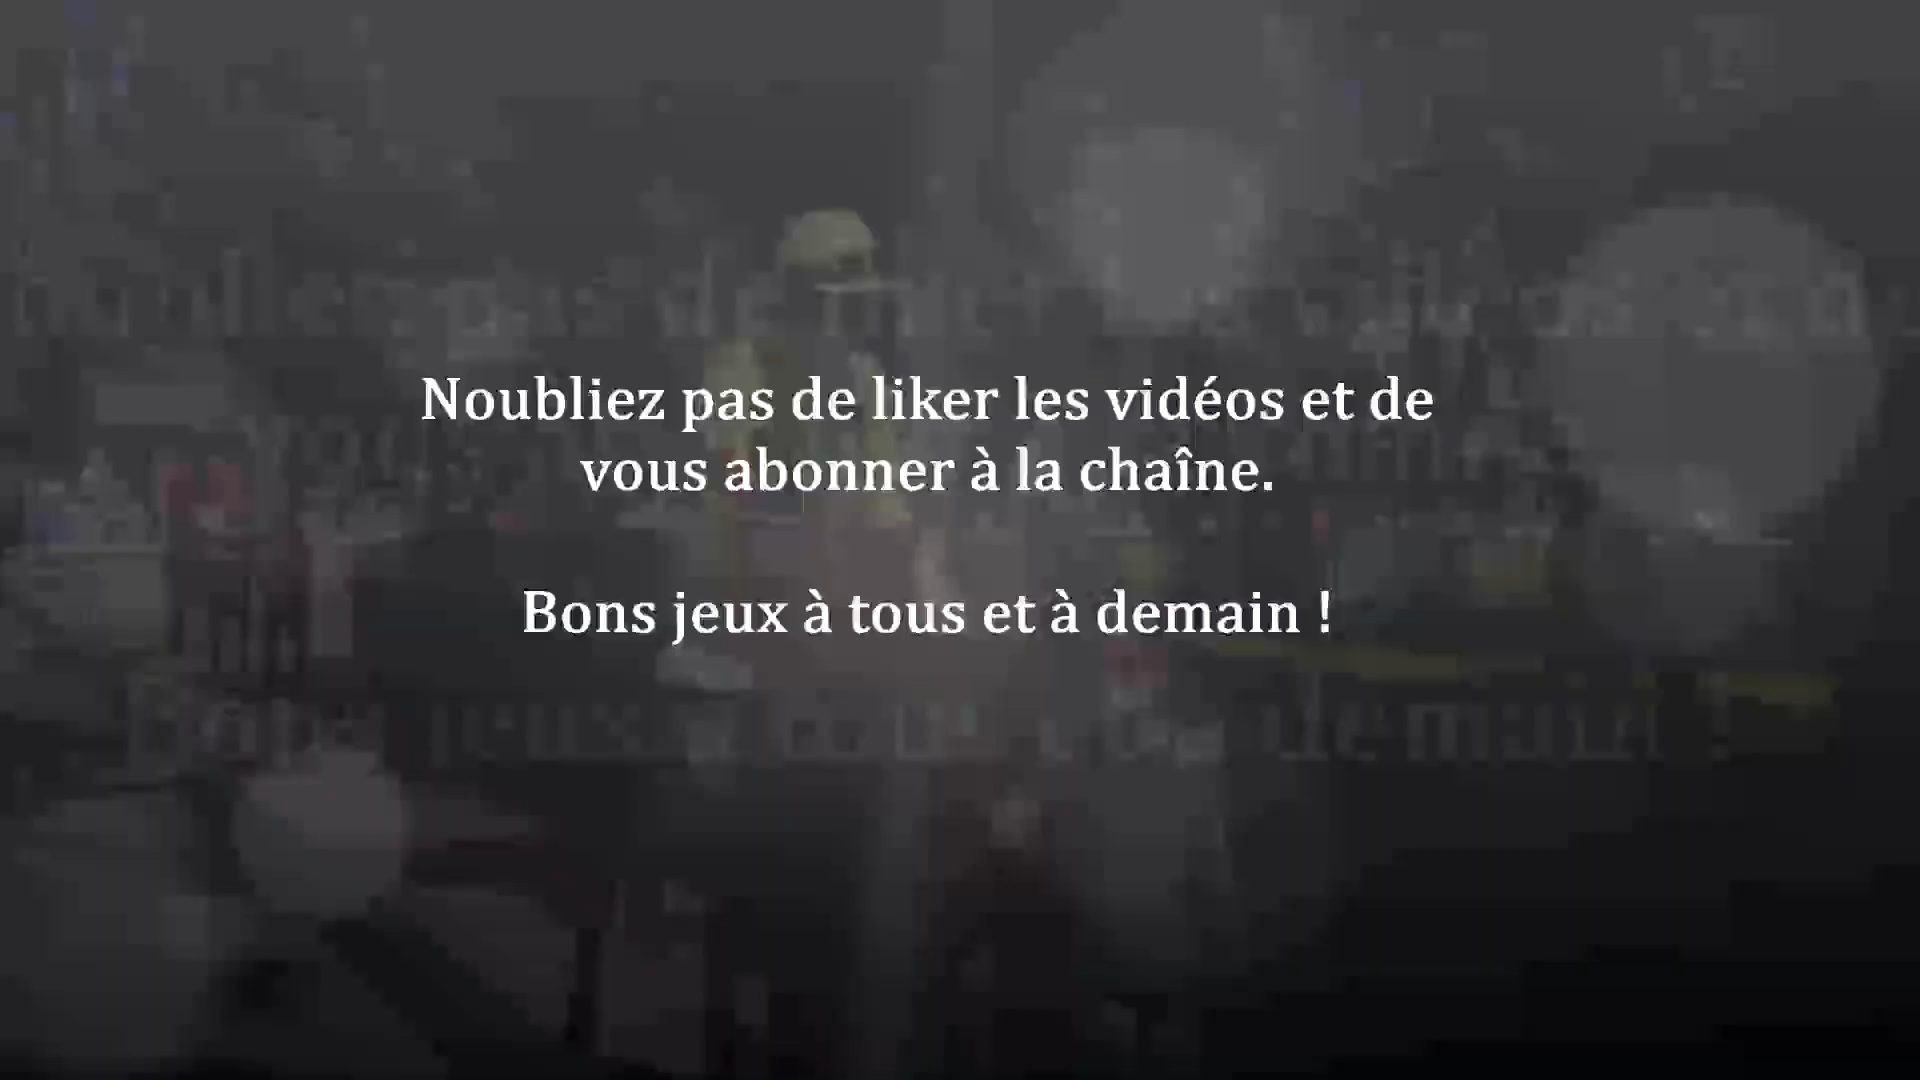 Noubliez pas de liker les vidéos et de
vous abonner à la chaîne.
Bons jeux à tous et à demain !